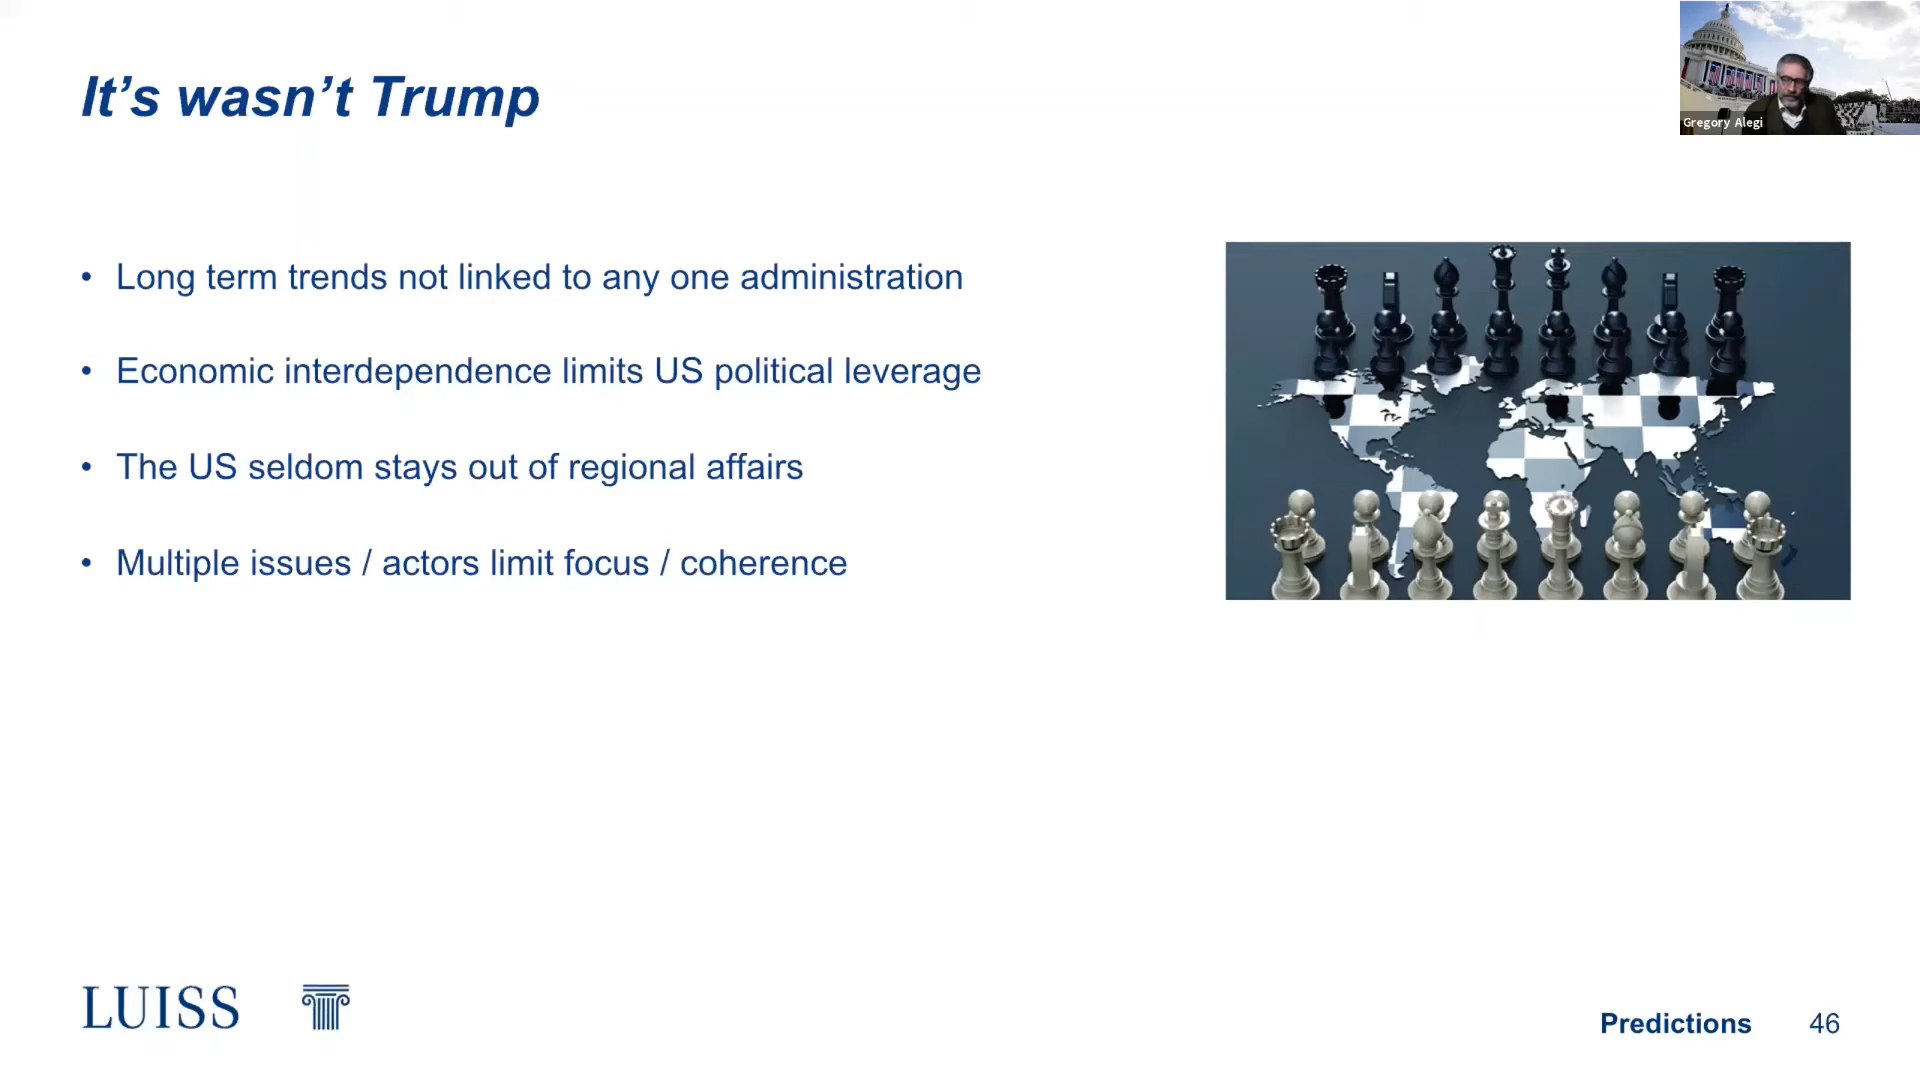 It's wasn't Trump
Gregory Alegi
• Long term trends not linked to any one administration
• Economic interdependence limits US political leverage
• The US seldom stays out of regional affairs
• Multiple issues / actors limit focus / coherence
LUISS
Predictions 46